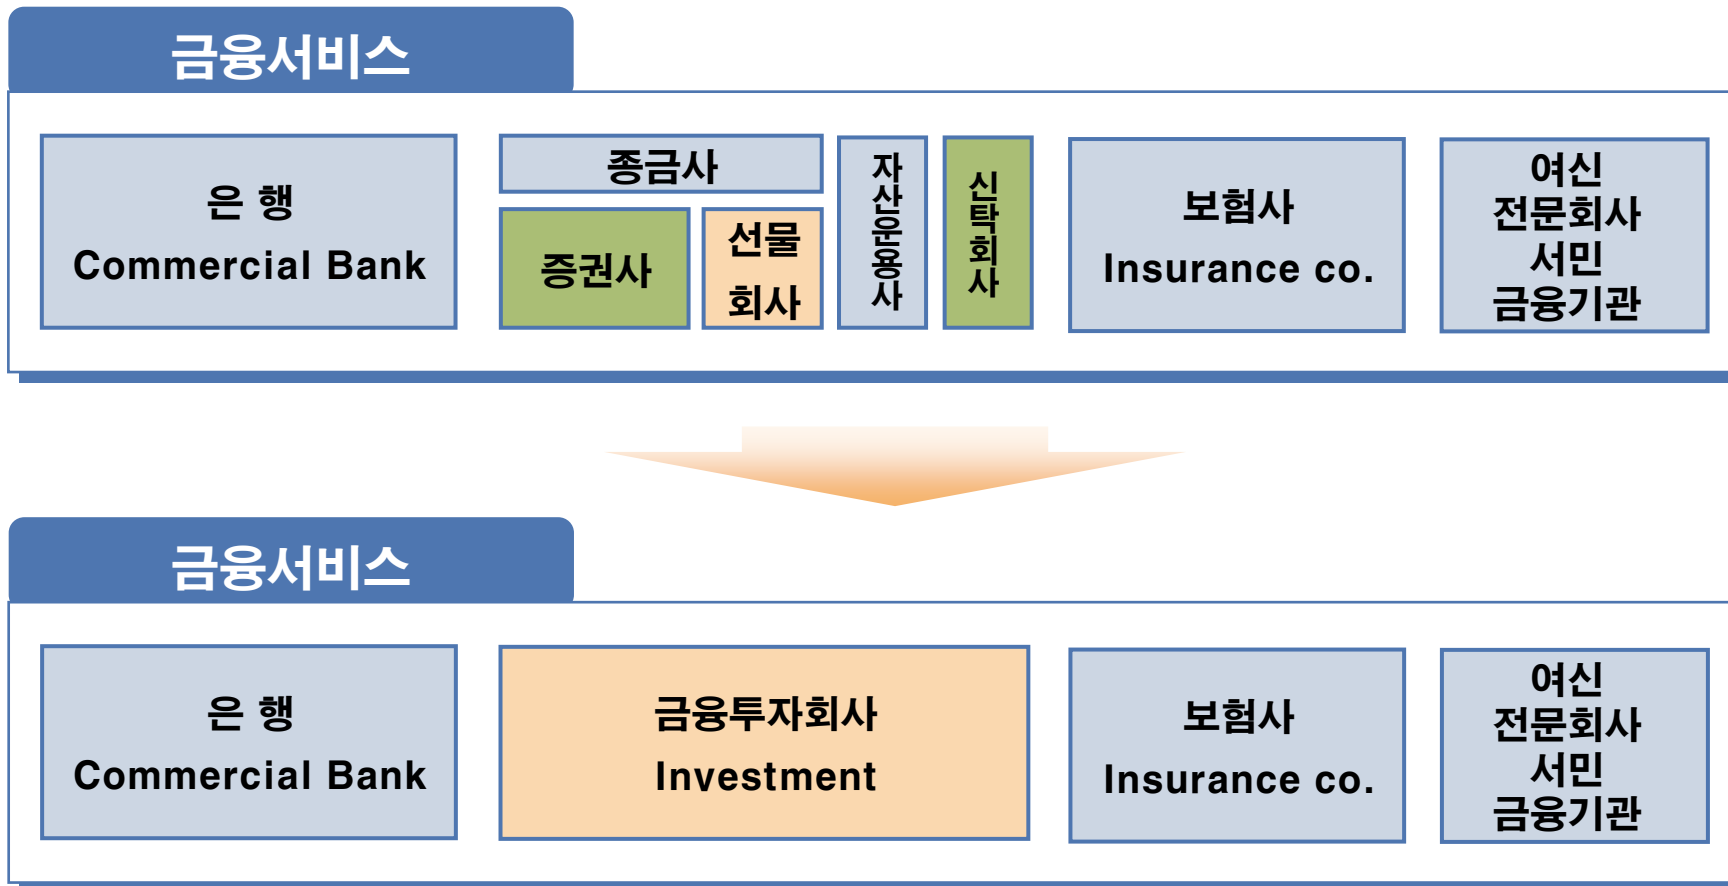 금융서비스
은 행
Commercial Bank
종금사
증권사
선물
회사
자산운용사
신탁회사
보험사
Insurance co.
여신
전문회사
서민
금융기관
금융서비스
은 행
Commercial Bank
금융투자회사
Investment
보험사
Insurance co.
여신
전문회사
서민
금융기관